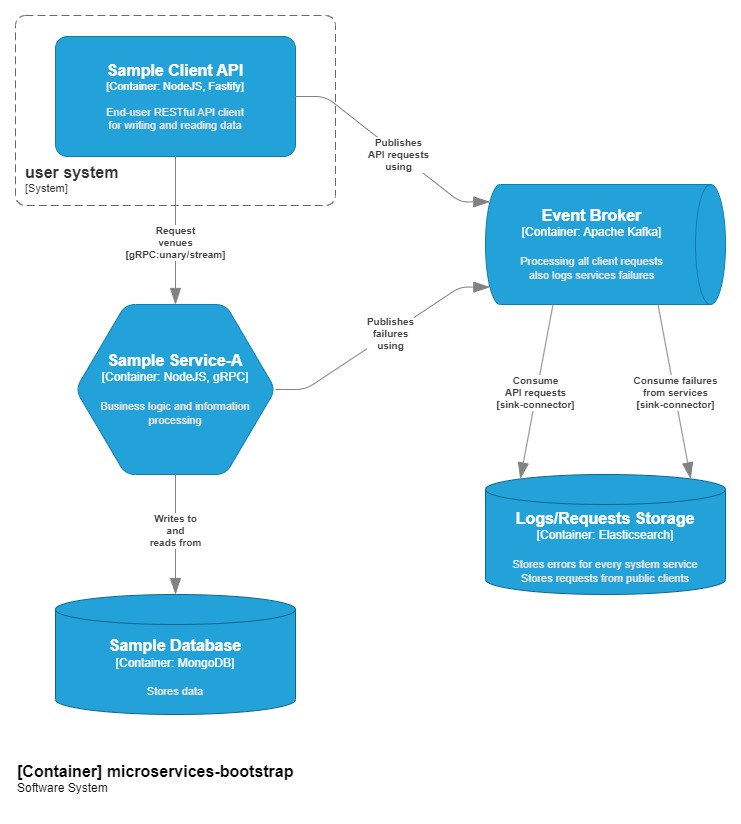 Sample Client API
[Container: NodeJS, Fastify]
End-user RESTful API client
for writing and reading data
user system
[System]
Publishes
API requests
using
Request
venues
[gRPC:unary/stream]
Event Broker
[Container: Apache Kafka]
Processing all client requests
also logs services failures
Publishes
failures
using
Sample Service-A
[Container: NodeJS, gRPC]
Business logic and information
processing
Consume
API requests
[sink-connector]
Consume failures
from services
[sink-connector]
Writes to
and
reads from
Logs/Requests Storage
[Container: Elasticsearch]
Stores errors for every system service
Stores requests from public clients
Sample Database
[Container: MongoDB]
Stores data
[Container] microservices-bootstrap
Software System